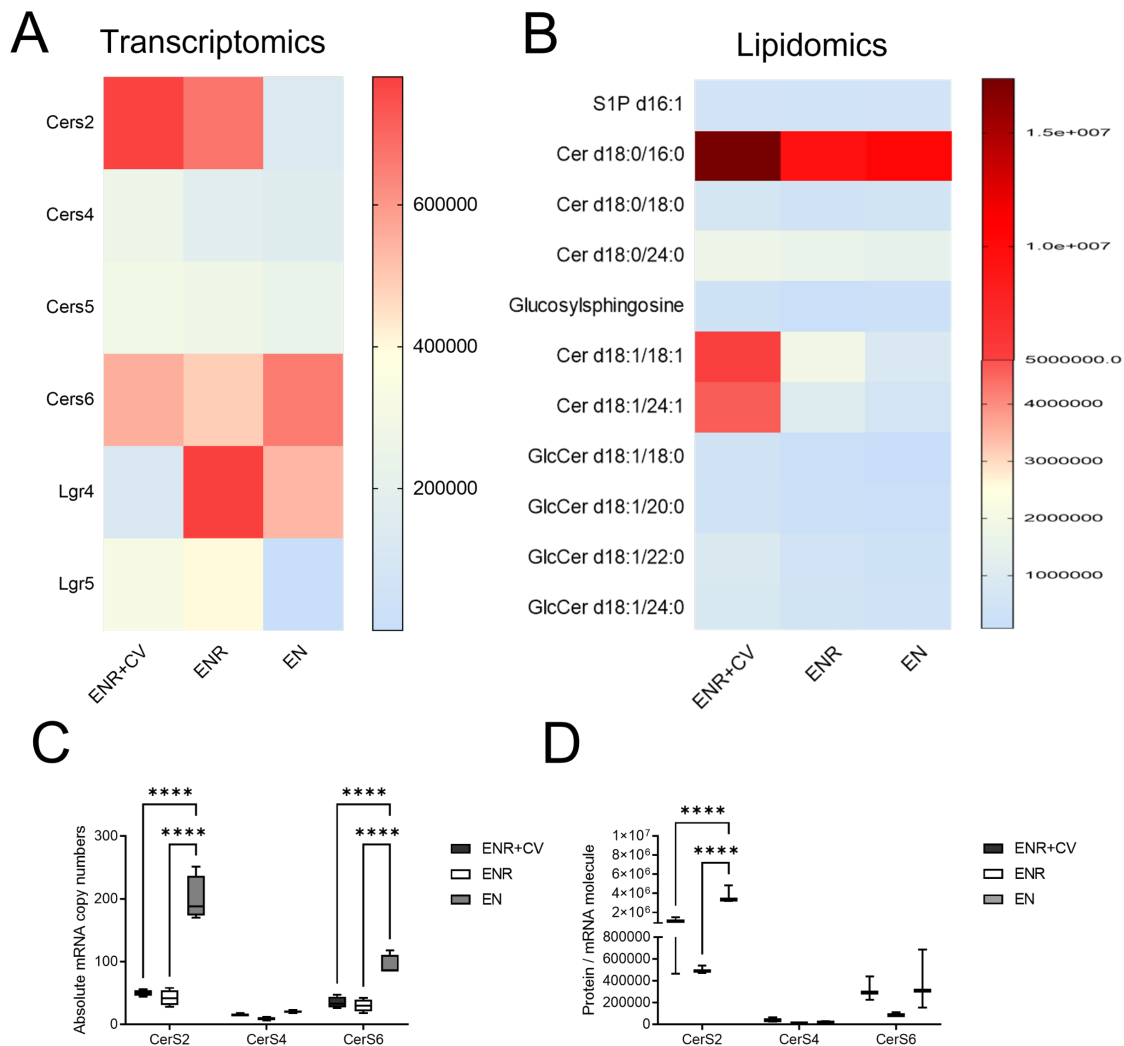 A
Transcriptomics
Cers2
Cers4
Cers5
Cers6
Lgr4
Lgr5
600000
400000
200000
ENR+CV
ENR
EN
B
Lipidomics
S1P d16:1
Cer d18:0/16:0
Cer d18:0/18:0
Cer d18:0/24:0
Glucosylsphingosine
Cer d18:1/18:1
Cer d18:1/24:1
GlcCer d18:1/18:0
GlcCer d18:1/20:0
GlcCer d18:1/22:0
GlcCer d18:1/24:0
1.5e+007
1.0e+007
5000000.0
4000000
3000000
2000000
1000000
ENR+CV
ENR
EN
C
Absolute mRNA copy numbers
300
200
100
0
****
****
****
****
CerS2
CerS4
CerS6
ENR+CV
ENR
EN
D
Protein / mRNA molecule
1×10⁷
8×10⁶
6×10⁶
4×10⁶
2×10⁶
800000
600000
400000
200000
0
****
****
CerS2
CerS4
CerS6
ENR+CV
ENR
EN